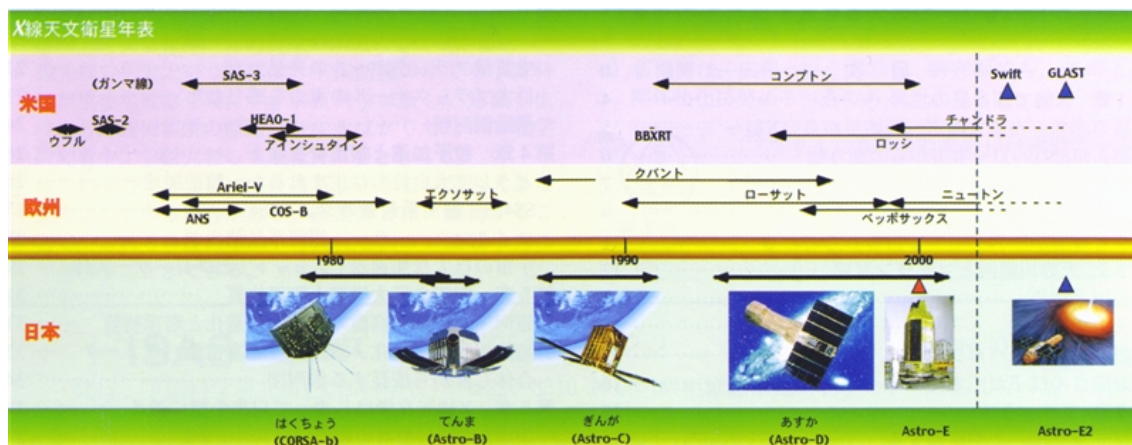 X線天文衛星年表
米国
(ガンマ線)
SAS-3
コンプトン
Swift
GLAST
SAS-2
HEAO-1
チャンドラ
ウフル
アインシュタイン
BBXRT
ロッシ
欧州
クバント
Ariel-V
エクソサット
ローサット
ニュートン
ANS
COS-B
ベッポサックス
1980
1990
2000
日本
はくちょう
(CORSA-b)
てんま
(Astro-B)
ぎんが
(Astro-C)
あすか
(Astro-D)
Astro-E
Astro-E2